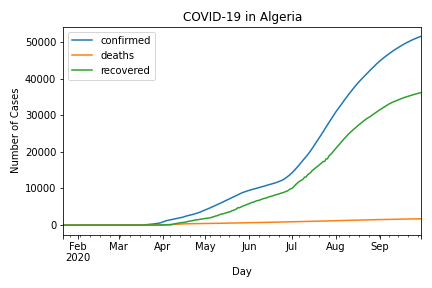 COVID-19 in Algeria
confirmed
deaths
recovered
Number of Cases
50000
40000
30000
20000
10000
0
Feb Mar Apr May Jun Jul Aug Sep
2020
Day